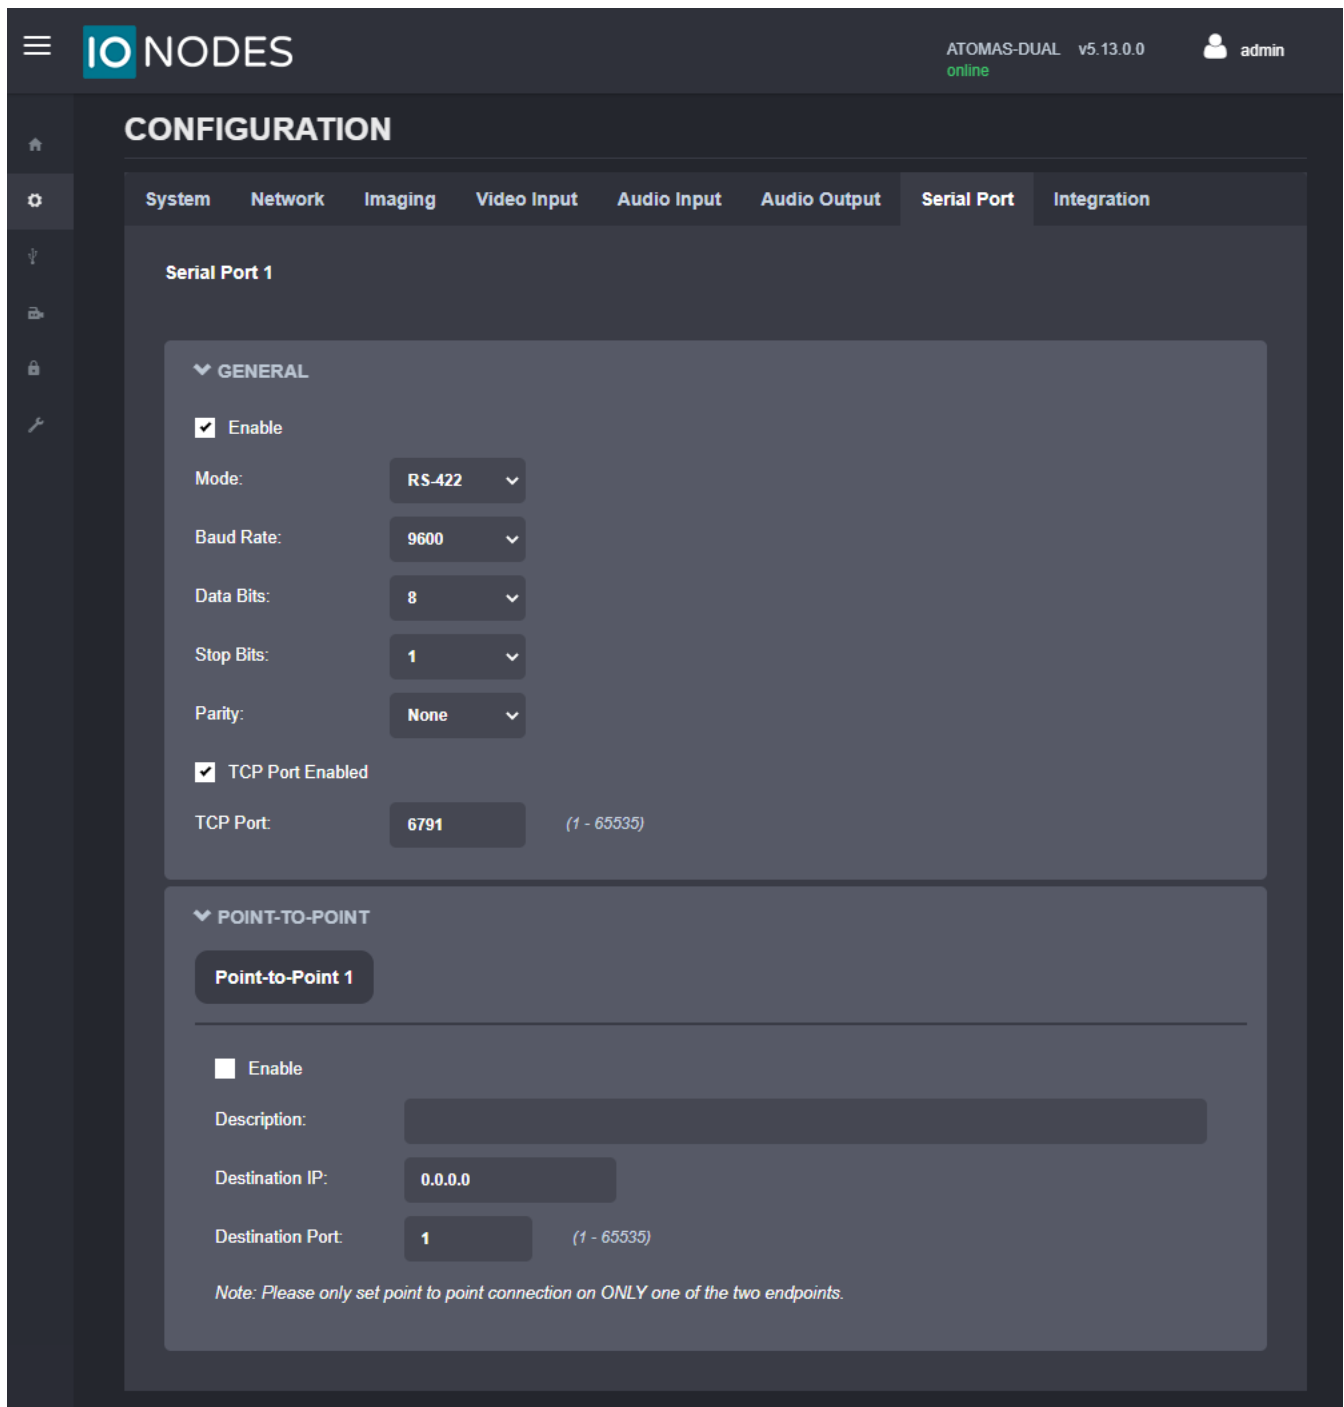 IO NODES
ATOMAS-DUAL v5.13.0.0
online
admin
CONFIGURATION
System Network Imaging Video Input Audio Input Audio Output Serial Port Integration
Serial Port 1
GENERAL
Enable
Mode: RS-422
Baud Rate: 9600
Data Bits: 8
Stop Bits: 1
Parity: None
TCP Port Enabled
TCP Port: 6791 (1 - 65535)
POINT-TO-POINT
Point-to-Point 1
Enable
Description:
Destination IP: 0.0.0.0
Destination Port: 1 (1 - 65535)
Note: Please only set point to point connection on ONLY one of the two endpoints.